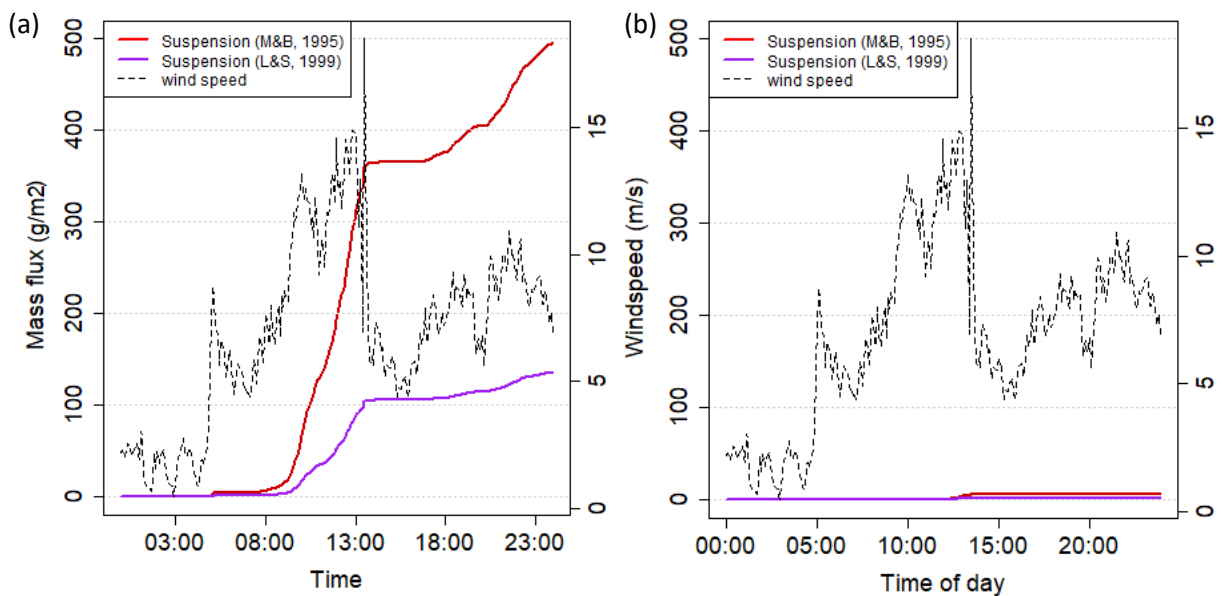 (a)
Suspension (M&B, 1995)
Suspension (L&S, 1999)
wind speed
500
400
300
200
100
0
Mass flux (g/m2)
15
10
5
0
03:00 08:00 13:00 18:00 23:00
Time
(b)
Suspension (M&B, 1995)
Suspension (L&S, 1999)
wind speed
500
400
300
200
100
0
Windspeed (m/s)
15
10
5
0
00:00 05:00 10:00 15:00 20:00
Time of day